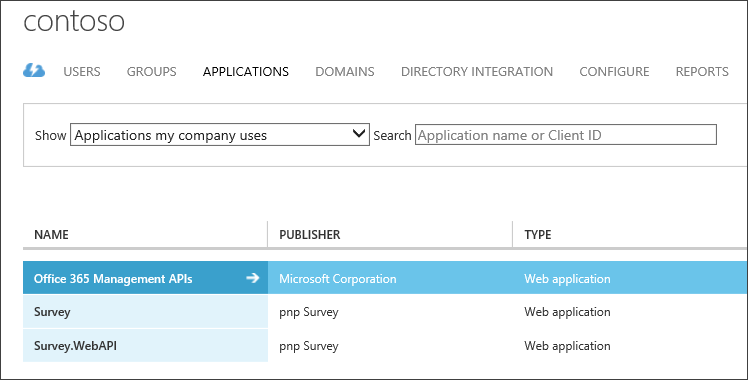 contoso
USERS GROUPS APPLICATIONS DOMAINS DIRECTORY INTEGRATION CONFIGURE REPORTS
Show Applications my company uses Search Application name or Client ID
NAME PUBLISHER TYPE
Office 365 Management APIs Microsoft Corporation Web application
Survey pnp Survey Web application
Survey.WebAPI pnp Survey Web application